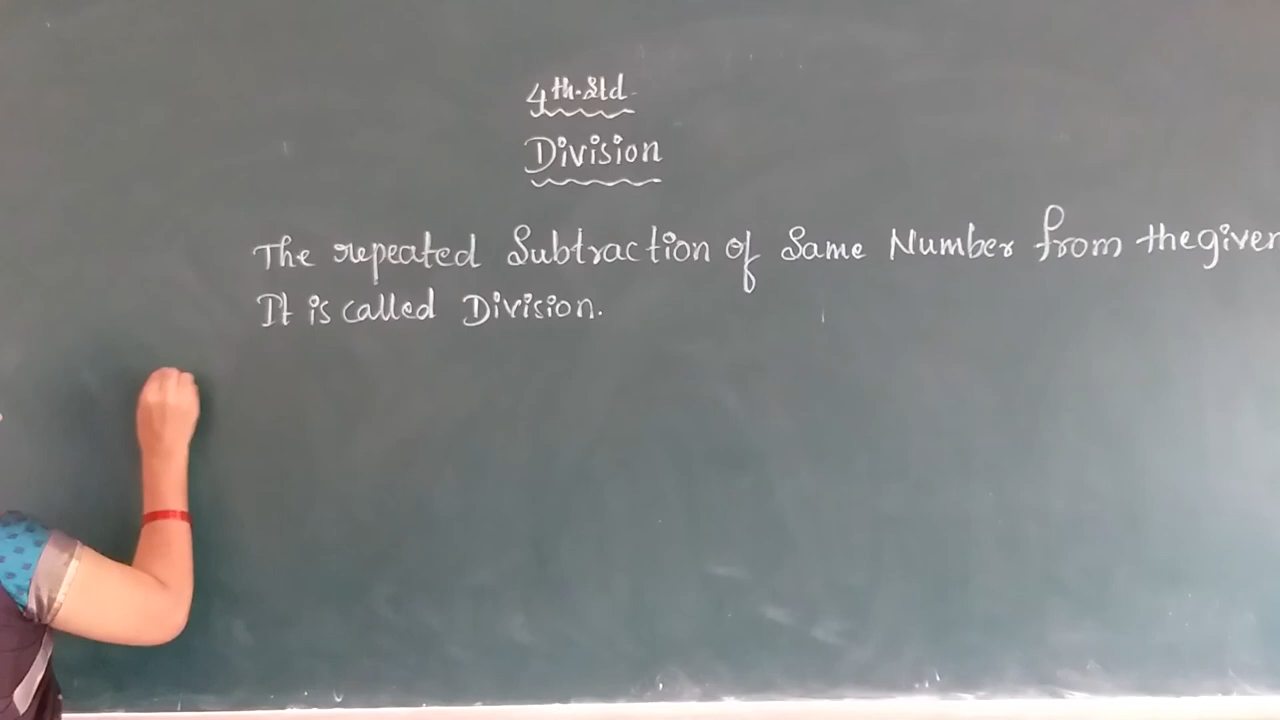 4th.Std.
Division
The repeated Subtraction of Same Number from the given
It is called Division.